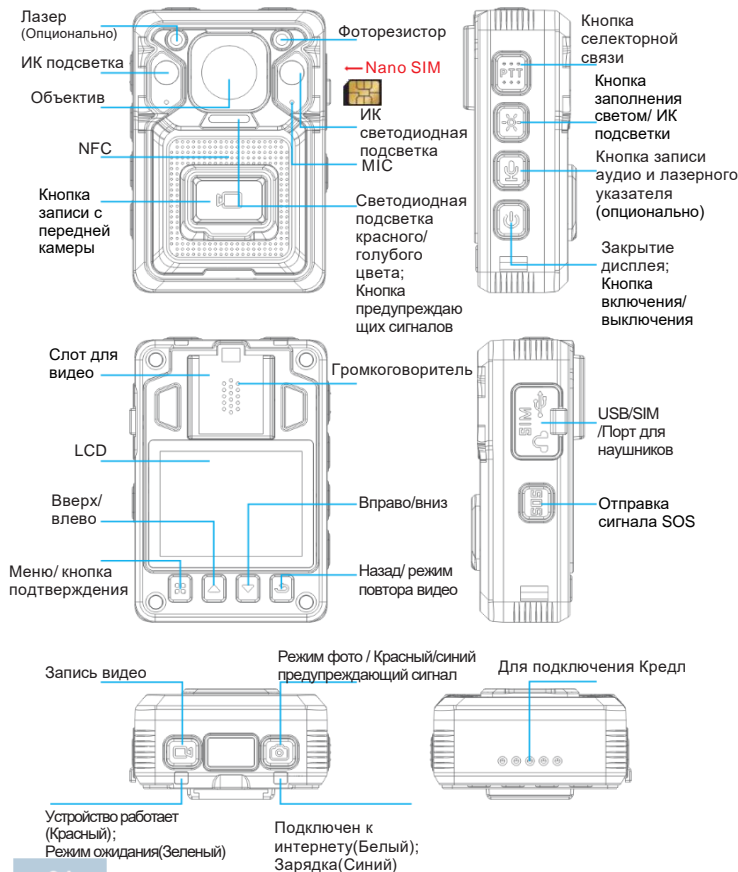 Лазер
(Опционально)
ИК подсветка
Объектив
NFC
Кнопка
записи с
передней
камеры
Фоторезистор
←Nano SIM
ИК
светодиодная
подсветка
MIC
Светодиодная
подсветка
красного/
голубого
цвета;
Кнопка
предупреждаю
щих сигналов
Кнопка
селекторной
связи
PTT
Кнопка
заполнения
светом/ ИК
подсветки
Кнопка записи
аудио и лазерного
указателя
(опционально)
Закрытие
дисплея;
Кнопка
включения/
выключения
Слот для
видео
LCD
Вверх/
влево
Меню/ кнопка
подтверждения
Громкоговоритель
Вправо/вниз
Назад/ режим
повтора видео
SIM
USB/SIM
/Порт для
наушников
SOS
Отправка
сигнала SOS
Запись видео
Режим фото / Красный/синий
предупреждающий сигнал
Для подключения Кредл
Устройство работает
(Красный);
Режим ожидания(Зеленый)
Подключен к
интернету(Белый);
Зарядка(Синий)